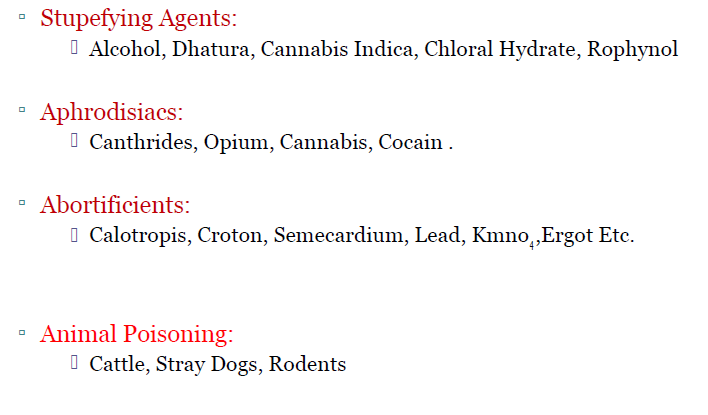 Stupefying Agents:
Alcohol, Dhatura, Cannabis Indica, Chloral Hydrate, Rophynol
Aphrodisiacs:
Canthrides, Opium, Cannabis, Cocain .
Abortificients:
Calotropis, Croton, Semecardium, Lead, Kmno₄,Ergot Etc.
Animal Poisoning:
Cattle, Stray Dogs, Rodents